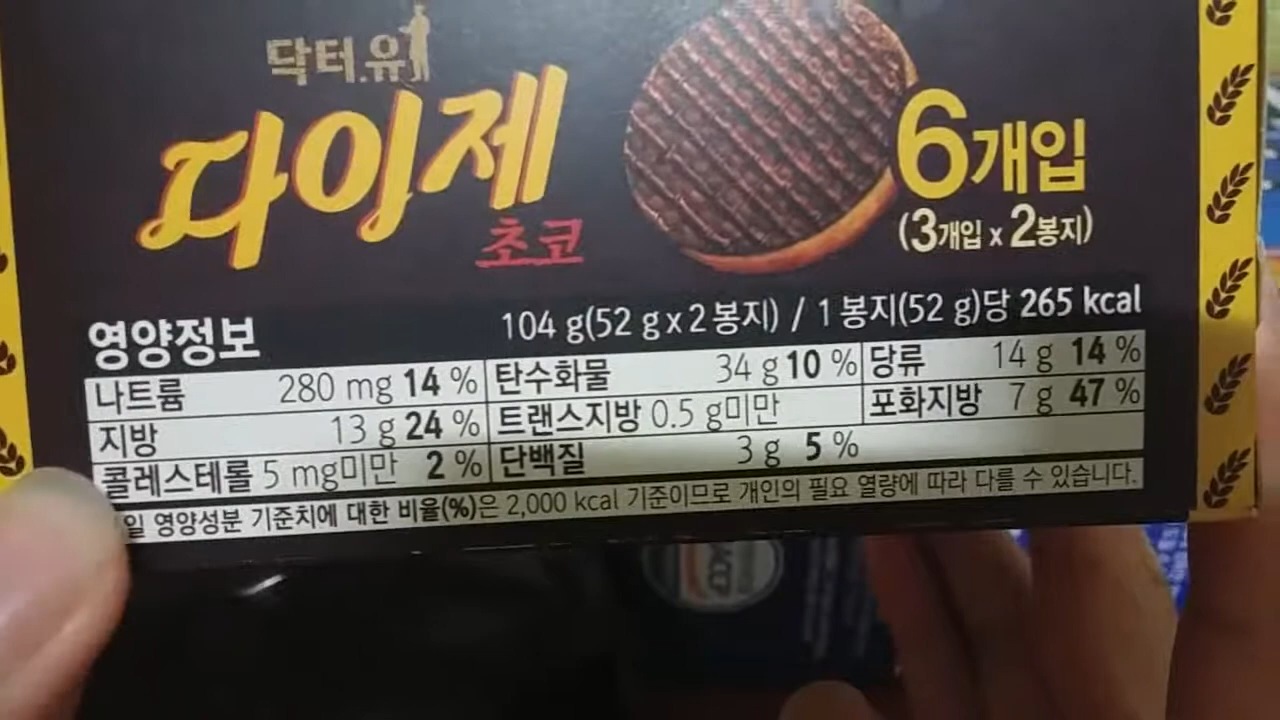 닥터유
다이제
초코
6개입
(3개입 x 2봉지)
영양정보 104 g(52 g x 2봉지) / 1봉지(52 g)당 265 kcal
나트륨 280 mg 14 % 탄수화물 34 g 10 % 당류 14 g 14 %
지방 13 g 24 % 트랜스지방 0.5 g미만 포화지방 7 g 47 %
콜레스테롤 5 mg미만 2 % 단백질 3 g 5 %
일 영양성분 기준치에 대한 비율(%)은 2,000 kcal 기준이므로 개인의 필요 열량에 따라 다를 수 있습니다.